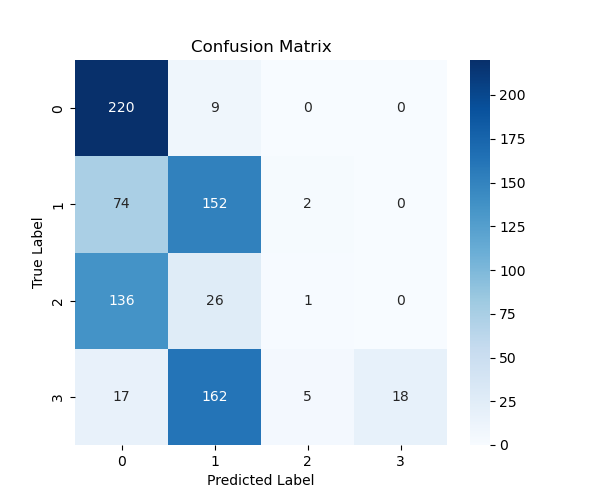 Confusion Matrix
0 220 9 0 0
1 74 152 2 0
2 136 26 1 0
3 17 162 5 18
0 1 2 3
True Label
Predicted Label
200
175
150
125
100
75
50
25
0